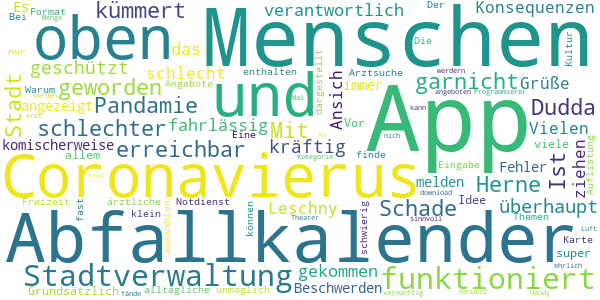 Es kümmert verantwortlich Der Konsequenzen
Bei Format oben Menschen Die Kultur
nur das
geschützt schlecht und garnicht Grüße
Stadt Warum geworden Angebote enthalten immer Arztsuche werdern
angezeigt Pandamie Mal dargestellt App angeboten Programmierer Dudda
schlechter fahrlässig Mit Ansich Vor kann Vielen
komischerweise erreichbar Eine kräftig nich Fehler viele
allem finde Eingabe Auflistung
Coronavierus Kategorie melden Herne Ist ziehen
Kino download überhaupt
Freizeit ärztliche Notdienst Leschny Theater Schade sinnvoll Idee Themen Luft
fast auswählen klein können schwierig Karte
Abfallkalender super
Stadtverwaltung gekommen funktioniert
Grundsätzlich alltägliche unmöglich Beschwerden ehrlich
fände vernünftig benutzt Handy